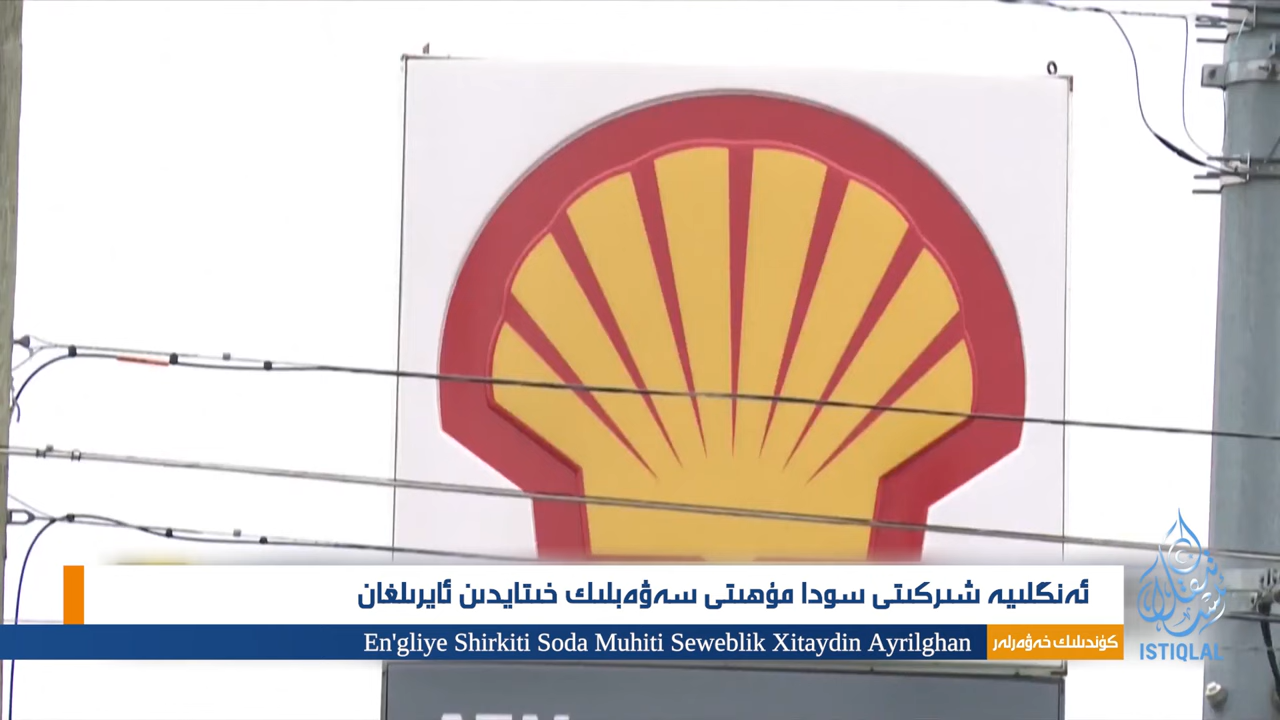 ئەنگلىيە شىركىتى سودا مۇھىتى سەۋەبلىك خىتايدىن ئايرىلغان
En'gliye Shirkiti Soda Muhiti Seweblik Xitaydin Ayrilghan
كۈندىلىك خەۋەرلەر
ISTIQLAL